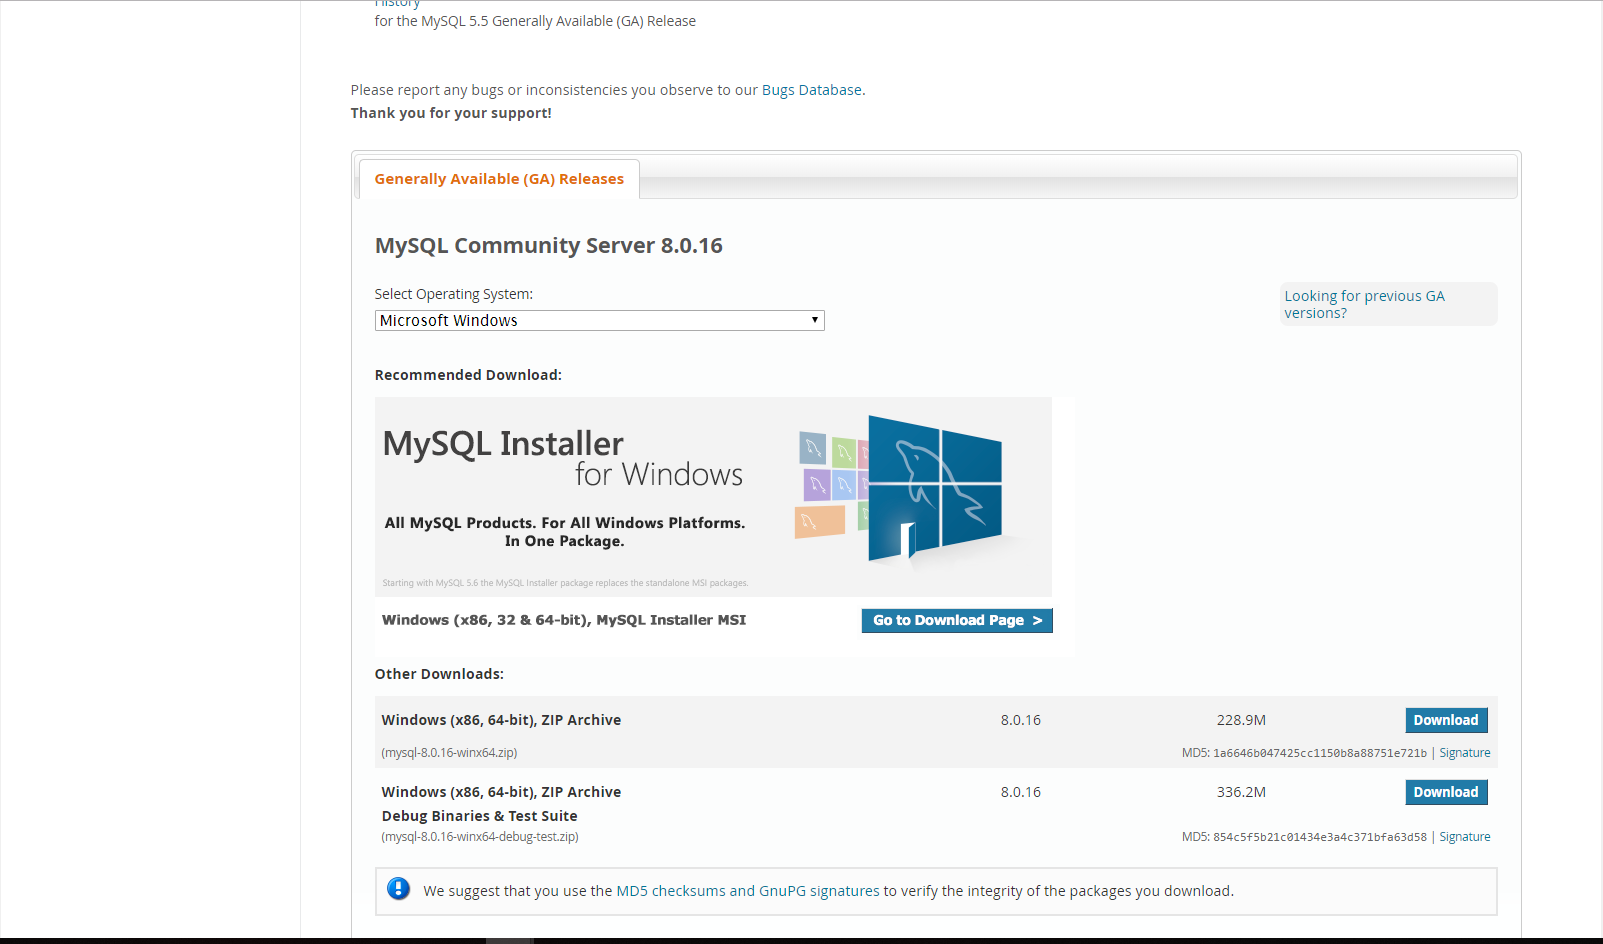 History
for the MySQL 5.5 Generally Available (GA) Release
Please report any bugs or inconsistencies you observe to our Bugs Database.
Thank you for your support!
Generally Available (GA) Releases
MySQL Community Server 8.0.16
Select Operating System:
Looking for previous GA
versions?
Microsoft Windows
Recommended Download:
MySQL Installer
for Windows
All MySQL Products. For All Windows Platforms.
In One Package.
Starting with MySQL 5.6 the MySQL Installer package replaces the standalone MSI packages.
Windows (x86, 32 & 64-bit), MySQL Installer MSI
Go to Download Page >
Other Downloads:
Windows (x86, 64-bit), ZIP Archive 8.0.16 228.9M Download
(mysql-8.0.16-winx64.zip) MD5: 1a6646b047425cc1150b8a88751e721b | Signature
Windows (x86, 64-bit), ZIP Archive 8.0.16 336.2M Download
Debug Binaries & Test Suite
(mysql-8.0.16-winx64-debug-test.zip) MD5: 854c5f5b21c01434e3a4c371bfa63d58 | Signature
We suggest that you use the MD5 checksums and GnuPG signatures to verify the integrity of the packages you download.